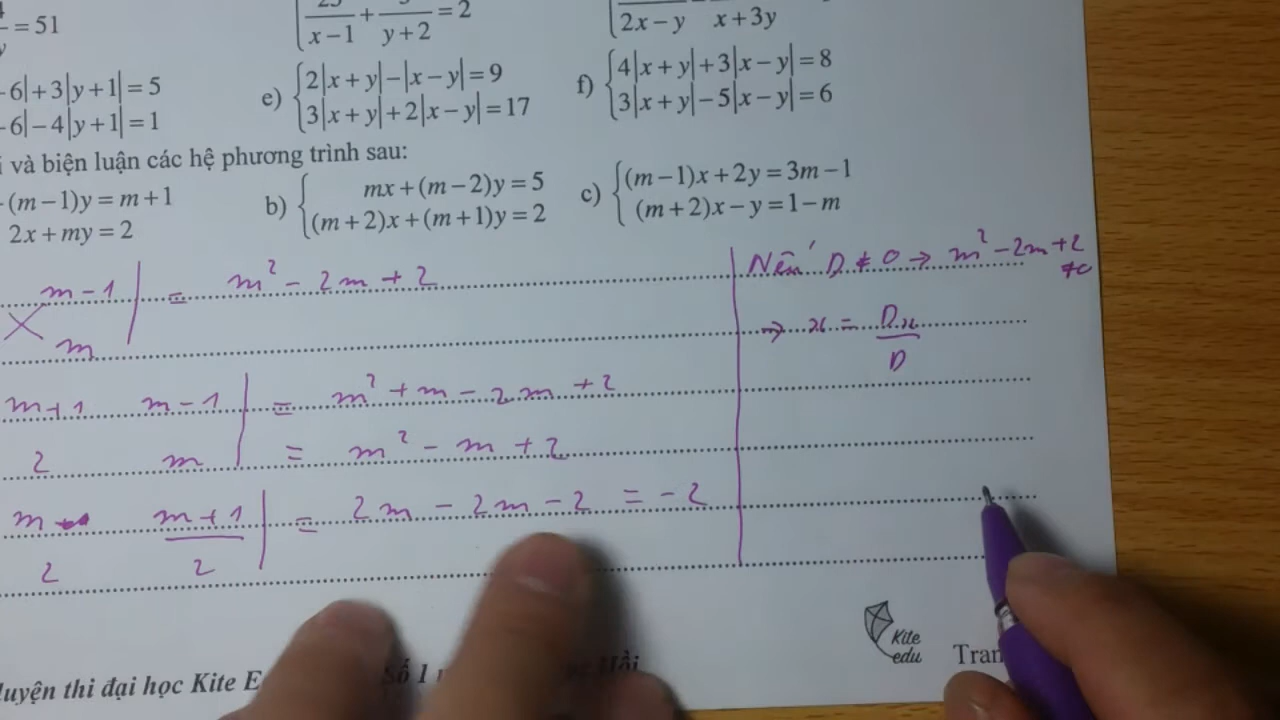 = 51
25/(x−1) + /(y+2) = 2
2x−y x+3y
6|+3|y+1| = 5
6|−4|y+1| = 1
e) {2|x+y|−|x−y| = 9
3|x+y|+2|x−y| = 17
f) {4|x+y|+3|x−y| = 8
3|x+y|−5|x−y| = 6
và biện luận các hệ phương trình sau:
(m−1)y = m+1
2x+my = 2
b) {mx+(m−2)y = 5
(m+2)x+(m+1)y = 2
c) {(m−1)x+2y = 3m−1
(m+2)x−y = 1−m
m−1 | = m² − 2m + 2
m
m+1 m−1 | = m² + m − 2m + 2
2 m | = m² − m + 2
m m+1 | = 2m − 2m − 2 = −2
2 2
Nếu D ≠ 0 → m² − 2m + 2 ≠ 0
→ x = Dx/D
Kite
edu
luyện thi đại học Kite E
Số 1
Tran